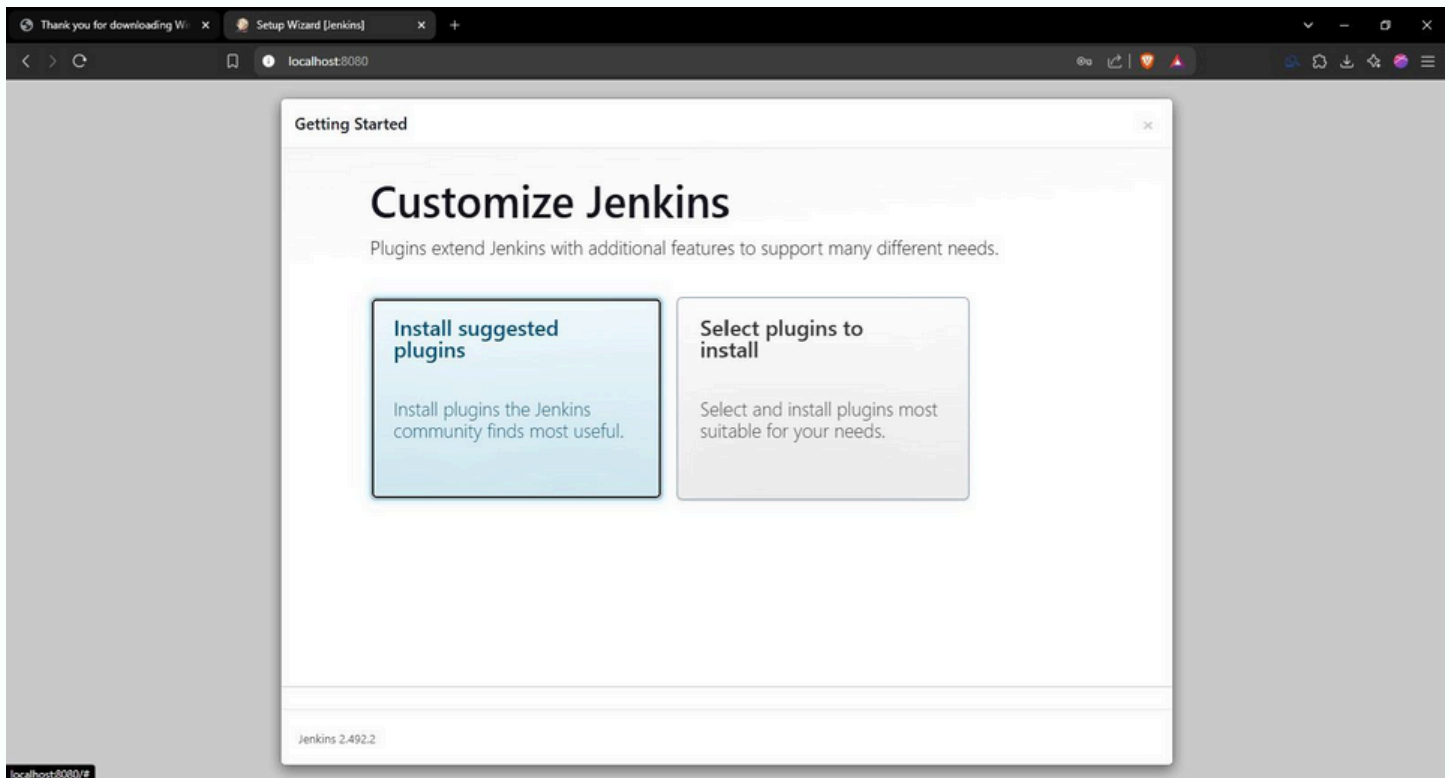 Thank you for downloading Wi
Setup Wizard [Jenkins]
localhost:8080
Getting Started
Customize Jenkins
Plugins extend Jenkins with additional features to support many different needs.
Install suggested
plugins
Install plugins the Jenkins
community finds most useful.
Select plugins to
install
Select and install plugins most
suitable for your needs.
Jenkins 2.492.2
localhost:8080/#